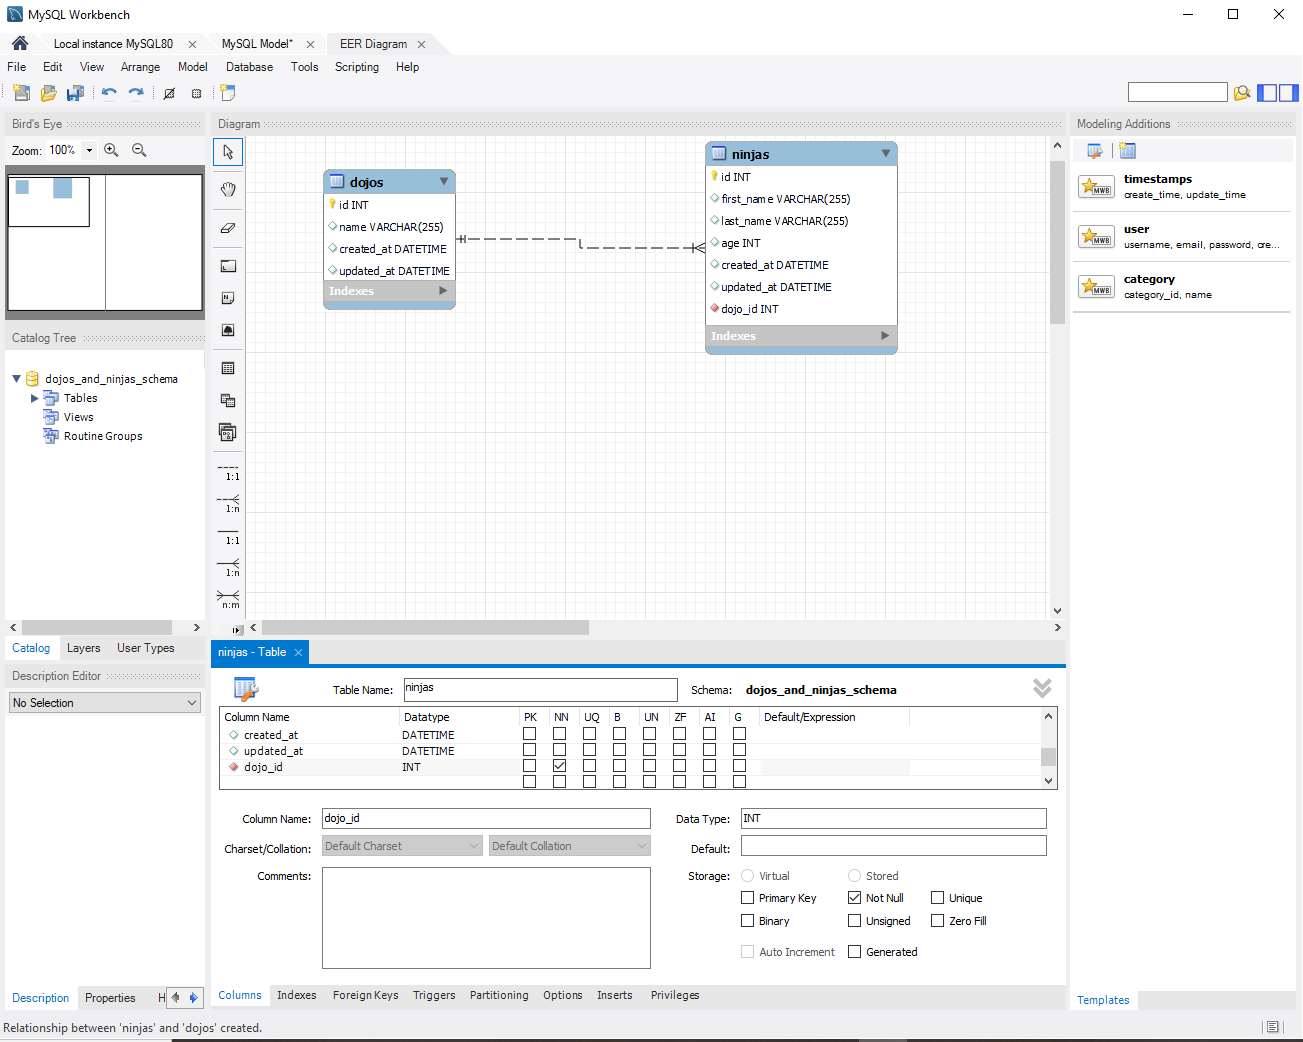 MySQL Workbench
Local instance MySQL80
MySQL Model*
EER Diagram
File Edit View Arrange Model Database Tools Scripting Help
Bird's Eye
Zoom: 100%
Diagram
dojos
id INT
name VARCHAR(255)
created_at DATETIME
updated_at DATETIME
Indexes
ninjas
id INT
first_name VARCHAR(255)
last_name VARCHAR(255)
age INT
created_at DATETIME
updated_at DATETIME
dojo_id INT
Indexes
1:1
1:n
1:1
1:n
n:m
Modeling Additions
MWB
timestamps
create_time, update_time
MWB
user
username, email, password, cre...
MWB
category
category_id, name
Catalog Tree
dojos_and_ninjas_schema
Tables
Views
Routine Groups
Catalog Layers User Types
Description Editor
No Selection
Description Properties H
ninjas - Table
Table Name: ninjas Schema: dojos_and_ninjas_schema
Column Name Datatype PK NN UQ B UN ZF AI G Default/Expression
created_at DATETIME
updated_at DATETIME
dojo_id INT
Column Name: dojo_id Data Type: INT
Charset/Collation: Default Charset Default Collation Default:
Comments: Storage: Virtual Stored
Primary Key Not Null Unique
Binary Unsigned Zero Fill
Auto Increment Generated
Columns Indexes Foreign Keys Triggers Partitioning Options Inserts Privileges
Templates
Relationship between 'ninjas' and 'dojos' created.